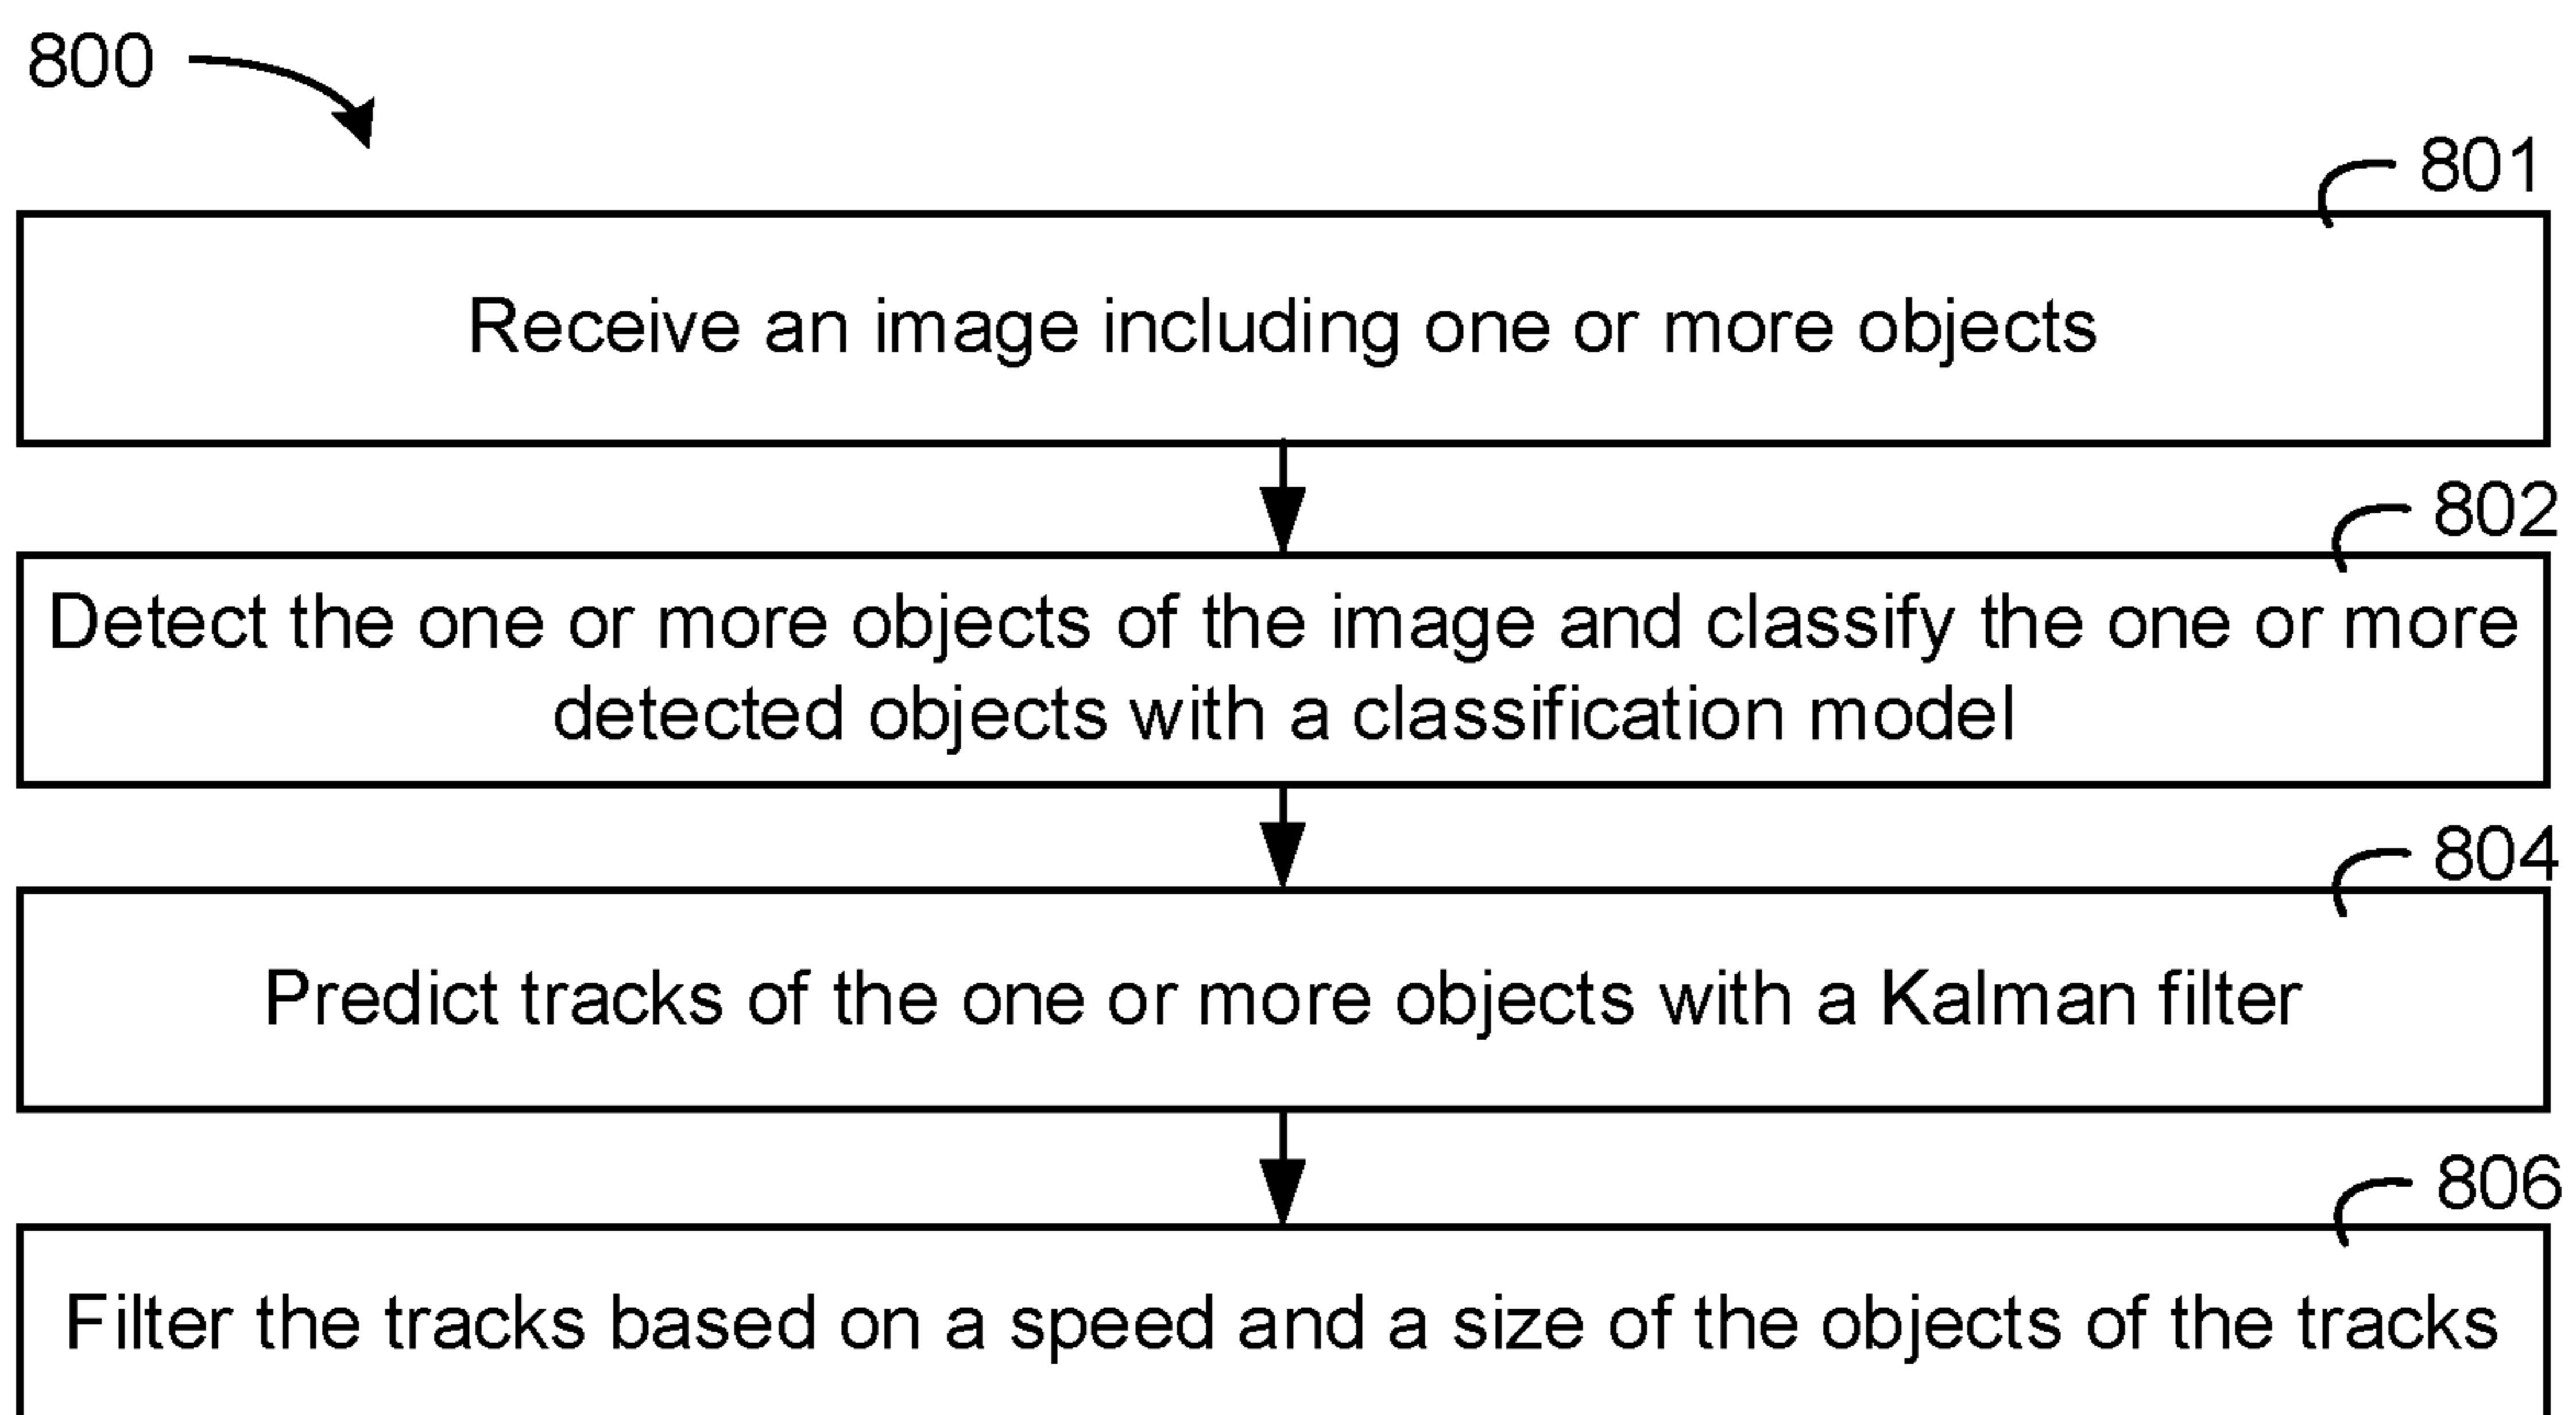 800
801
Receive an image including one or more objects
802
Detect the one or more objects of the image and classify the one or more
detected objects with a classification model
804
Predict tracks of the one or more objects with a Kalman filter
806
Filter the tracks based on a speed and a size of the objects of the tracks